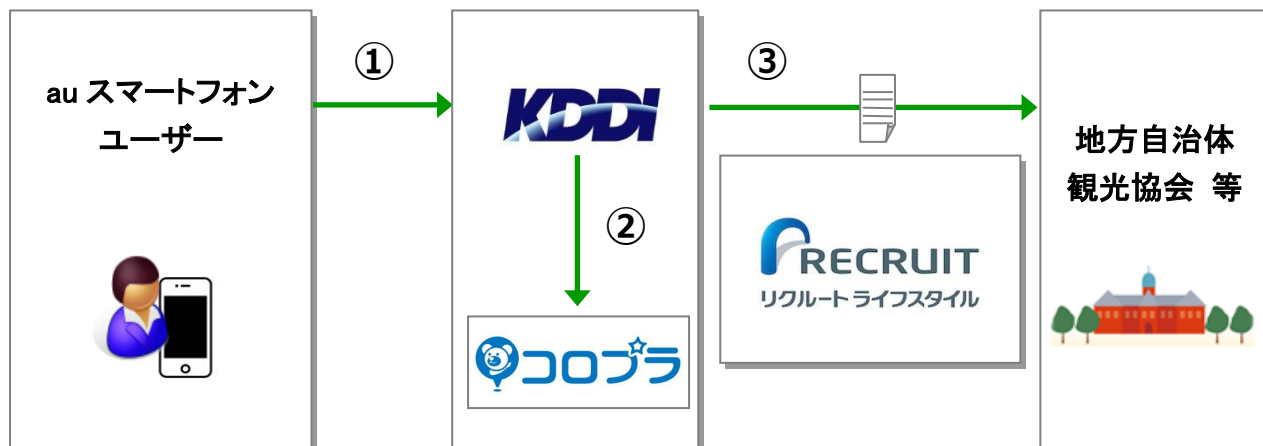 au スマートフォン
ユーザー
①
KDDI
②
コロプラ
③
RECRUIT
リクルート ライフスタイル
地方自治体
観光協会 等